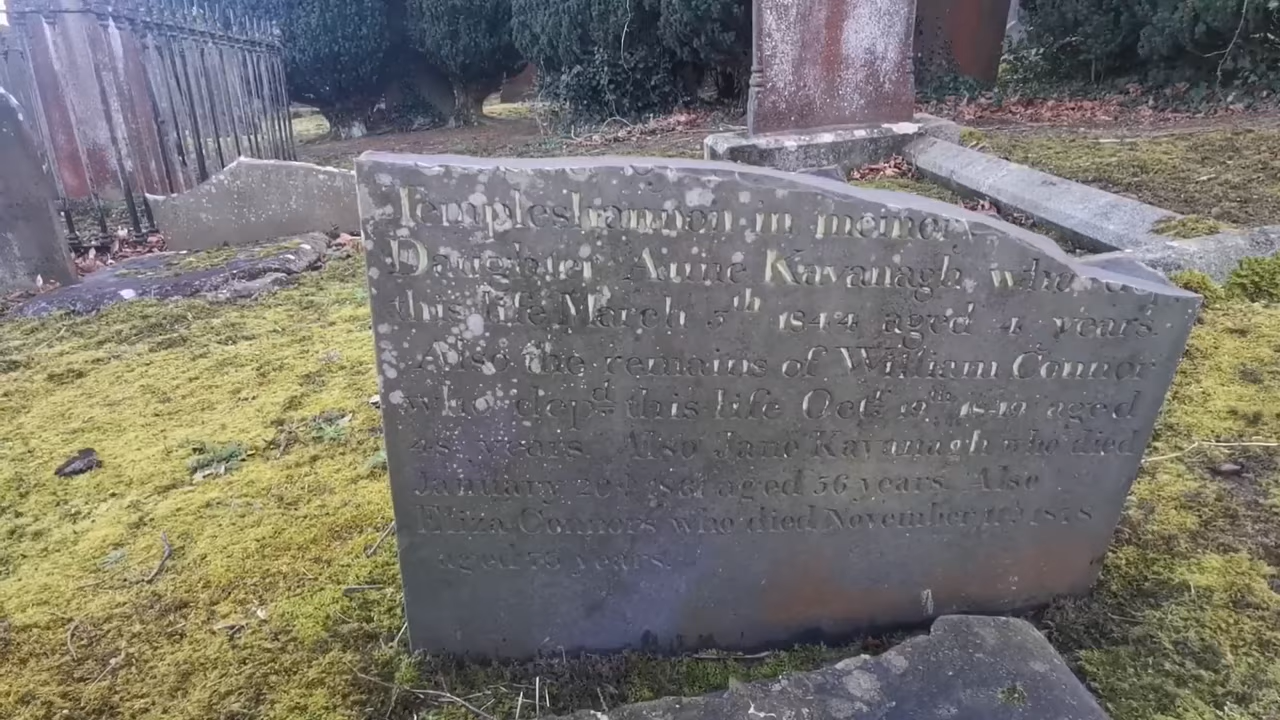 Templeshannon in memory
Daughter Anne Kavanagh who
this life March 5th 1844 aged 4 years.
Also the remains of William Connor
who depd this life Octr 19th 1849 aged
48 years. Also Jane Kavanagh who died
January aged 56 years. Also
Eliza Connors who died November
aged years.